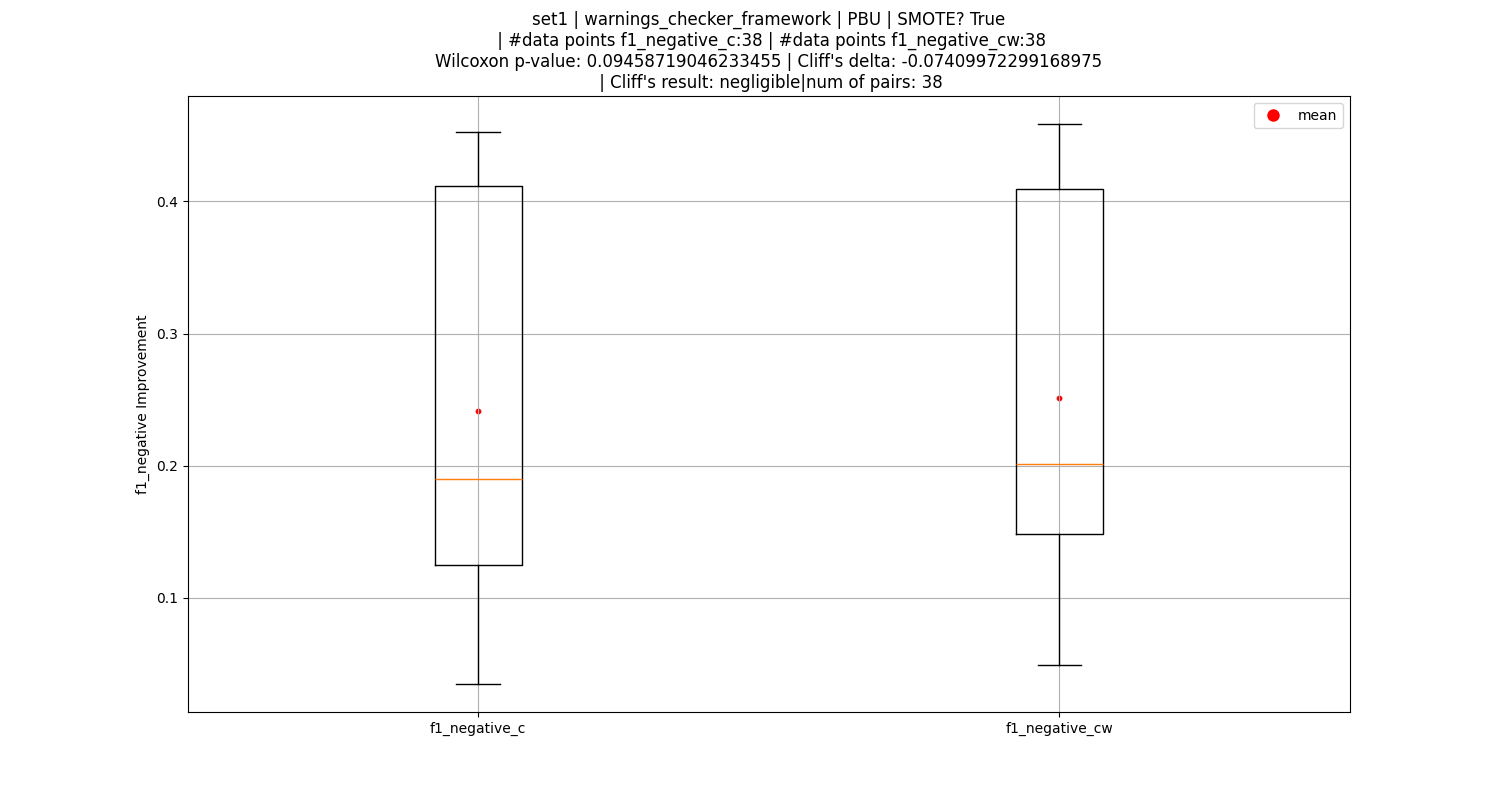 set1 | warnings_checker_framework | PBU | SMOTE? True
| #data points f1_negative_c:38 | #data points f1_negative_cw:38
Wilcoxon p-value: 0.09458719046233455 | Cliff's delta: -0.07409972299168975
| Cliff's result: negligible|num of pairs: 38
mean
f1_negative Improvement
0.4
0.3
0.2
0.1
f1_negative_c
f1_negative_cw